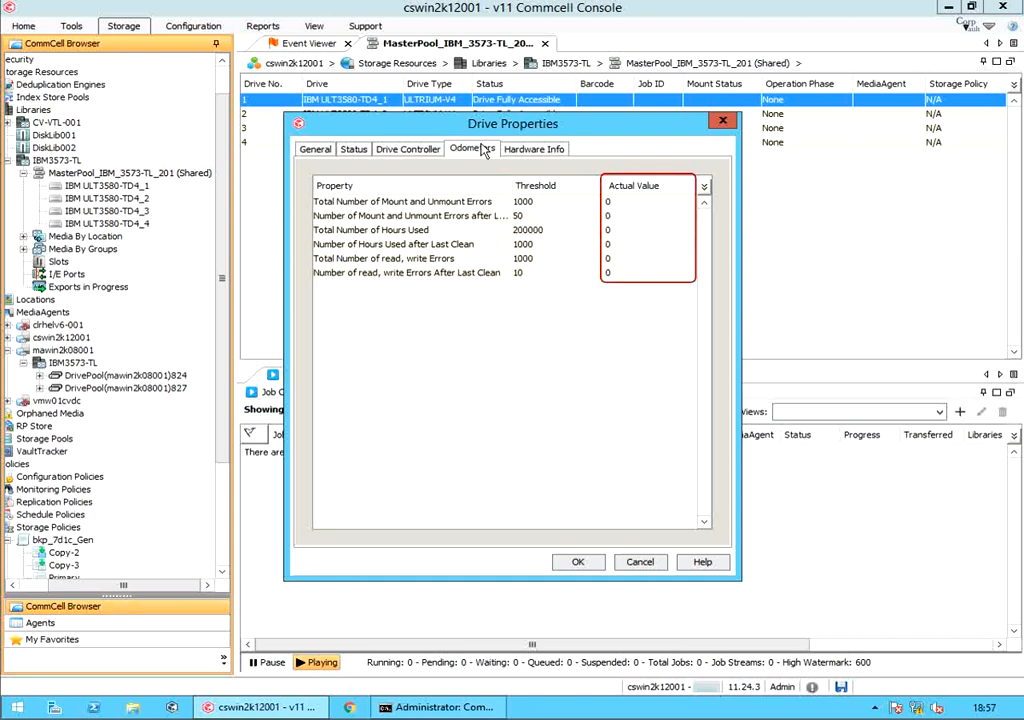 cswin2k12001 - v11 Commcell Console
Home Tools Storage Configuration Reports View Support
CommCell Browser
Event Viewer MasterPool_IBM_3573-TL_20...
cswin2k12001 > Storage Resources > Libraries > IBM3573-TL > MasterPool_IBM_3573-TL_201 (Shared) >
Drive No. Drive Drive Type Status Barcode Job ID Mount Status Operation Phase MediaAgent Storage Policy
1 IBM ULT3580-TD4_1 ULTRIUM-V4 Drive Fully Accessible None N/A
2 None N/A
3 None N/A
4 None N/A
ecurity
torage Resources
Deduplication Engines
Index Store Pools
Libraries
CV-VTL-001
DiskLib001
DiskLib002
IBM3573-TL
MasterPool_IBM_3573-TL_201 (Shared)
IBM ULT3580-TD4_1
IBM ULT3580-TD4_2
IBM ULT3580-TD4_3
IBM ULT3580-TD4_4
Media By Location
Media By Groups
Slots
I/E Ports
Exports in Progress
Locations
MediaAgents
clrhelv6-001
cswin2k12001
mawin2k08001
IBM3573-TL
DrivePool(mawin2k08001)824
DrivePool(mawin2k08001)827
vmw01cvdc
Orphaned Media
RP Store
Storage Pools
VaultTracker
olicies
Configuration Policies
Monitoring Policies
Replication Policies
Schedule Policies
Storage Policies
bkp_7d1c_Gen
Copy-2
Copy-3
Primary
CommCell Browser
Agents
My Favorites
Drive Properties
General Status Drive Controller Odometers Hardware Info
Property Threshold Actual Value
Total Number of Mount and Unmount Errors 1000 0
Number of Mount and Unmount Errors after L... 50 0
Total Number of Hours Used 200000 0
Number of Hours Used after Last Clean 1000 0
Total Number of read, write Errors 1000 0
Number of read, write Errors After Last Clean 10 0
OK Cancel Help
Job C
Showing
iews:
Jo
iaAgent Status Progress Transferred Libraries
There are
Pause Playing Running: 0 - Pending: 0 - Waiting: 0 - Queued: 0 - Suspended: 0 - Total Jobs: 0 - Job Streams: 0 - High Watermark: 600
cswin2k12001 - 11.24.3 Admin
cswin2k12001 - v11 ... Administrator: Com... 18:57